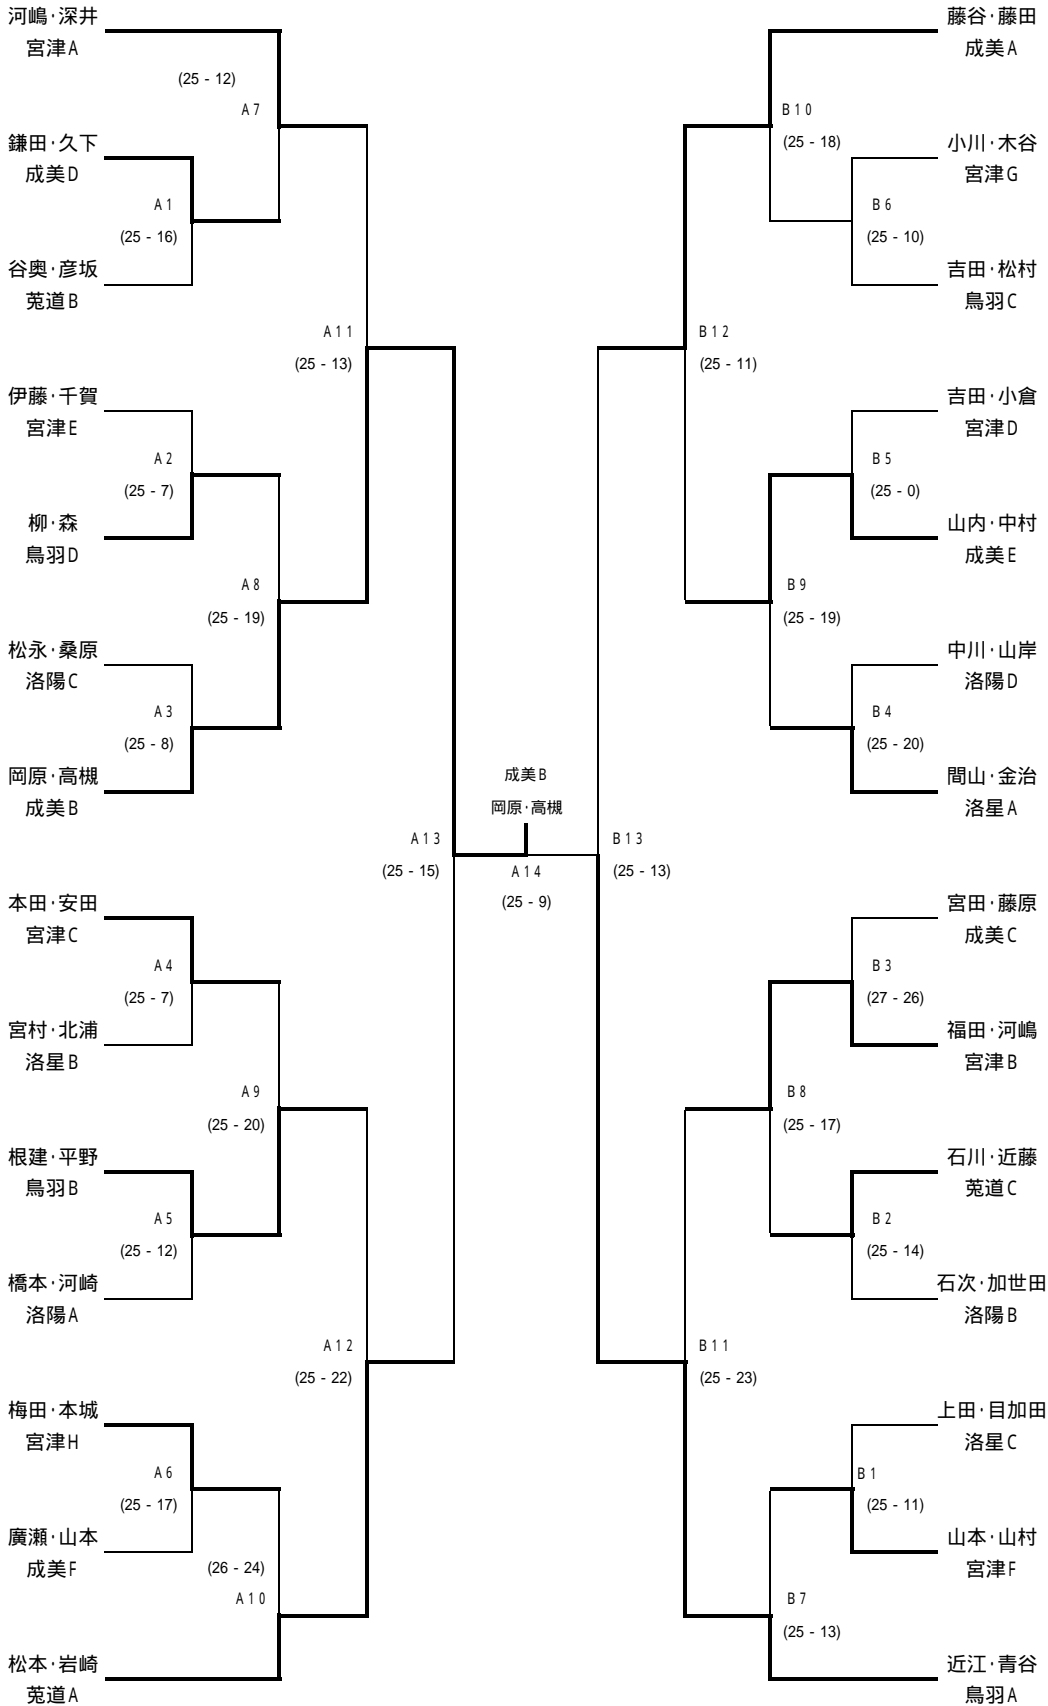 河嶋·深井
宮津A
(25 - 12)
A7
鎌田·久下
成美D
A1
(25 - 16)
谷奥·彦坂
莵道B
A11
(25 - 13)
伊藤·千賀
宮津E
A2
(25 - 7)
柳·森
鳥羽D
A8
(25 - 19)
松永·桑原
洛陽C
A3
(25 - 8)
岡原·高槻
成美B
A13
(25 - 15)
本田·安田
宮津C
A4
(25 - 7)
宮村·北浦
洛星B
A9
(25 - 20)
根建·平野
鳥羽B
A5
(25 - 12)
橋本·河崎
洛陽A
A12
(25 - 22)
梅田·本城
宮津H
A6
(25 - 17)
廣瀬·山本
成美F
(26 - 24)
A10
松本·岩崎
莵道A
成美B
岡原·高槻
A14
(25 - 9)
藤谷·藤田
成美A
B10
(25 - 18)
小川·木谷
宮津G
B6
(25 - 10)
吉田·松村
鳥羽C
B12
(25 - 11)
吉田·小倉
宮津D
B5
(25 - 0)
山内·中村
成美E
B9
(25 - 19)
中川·山岸
洛陽D
B4
(25 - 20)
間山·金治
洛星A
B13
(25 - 13)
宮田·藤原
成美C
B3
(27 - 26)
福田·河嶋
宮津B
B8
(25 - 17)
石川·近藤
莵道C
B2
(25 - 14)
石次·加世田
洛陽B
B11
(25 - 23)
上田·目加田
洛星C
B1
(25 - 11)
山本·山村
宮津F
B7
(25 - 13)
近江·青谷
鳥羽A